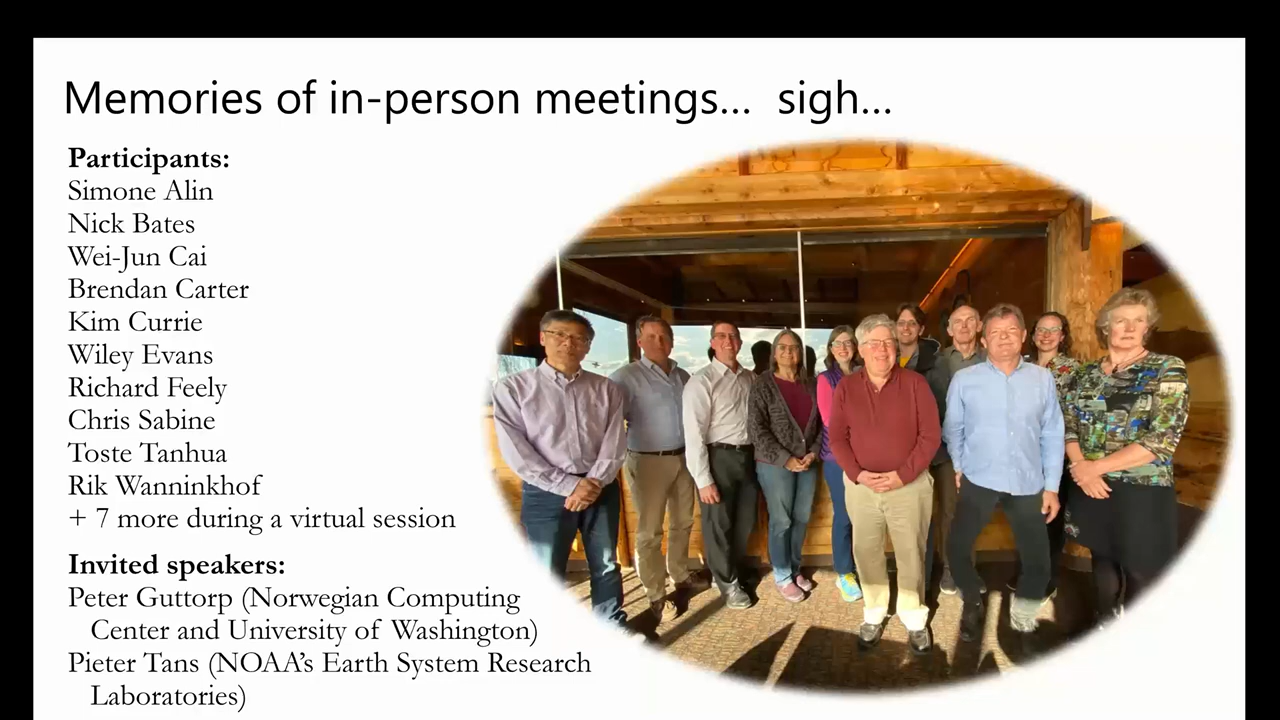 Memories of in-person meetings... sigh...
Participants:
Simone Alin
Nick Bates
Wei-Jun Cai
Brendan Carter
Kim Currie
Wiley Evans
Richard Feely
Chris Sabine
Toste Tanhua
Rik Wanninkhof
+ 7 more during a virtual session
Invited speakers:
Peter Guttorp (Norwegian Computing
Center and University of Washington)
Pieter Tans (NOAA's Earth System Research
Laboratories)